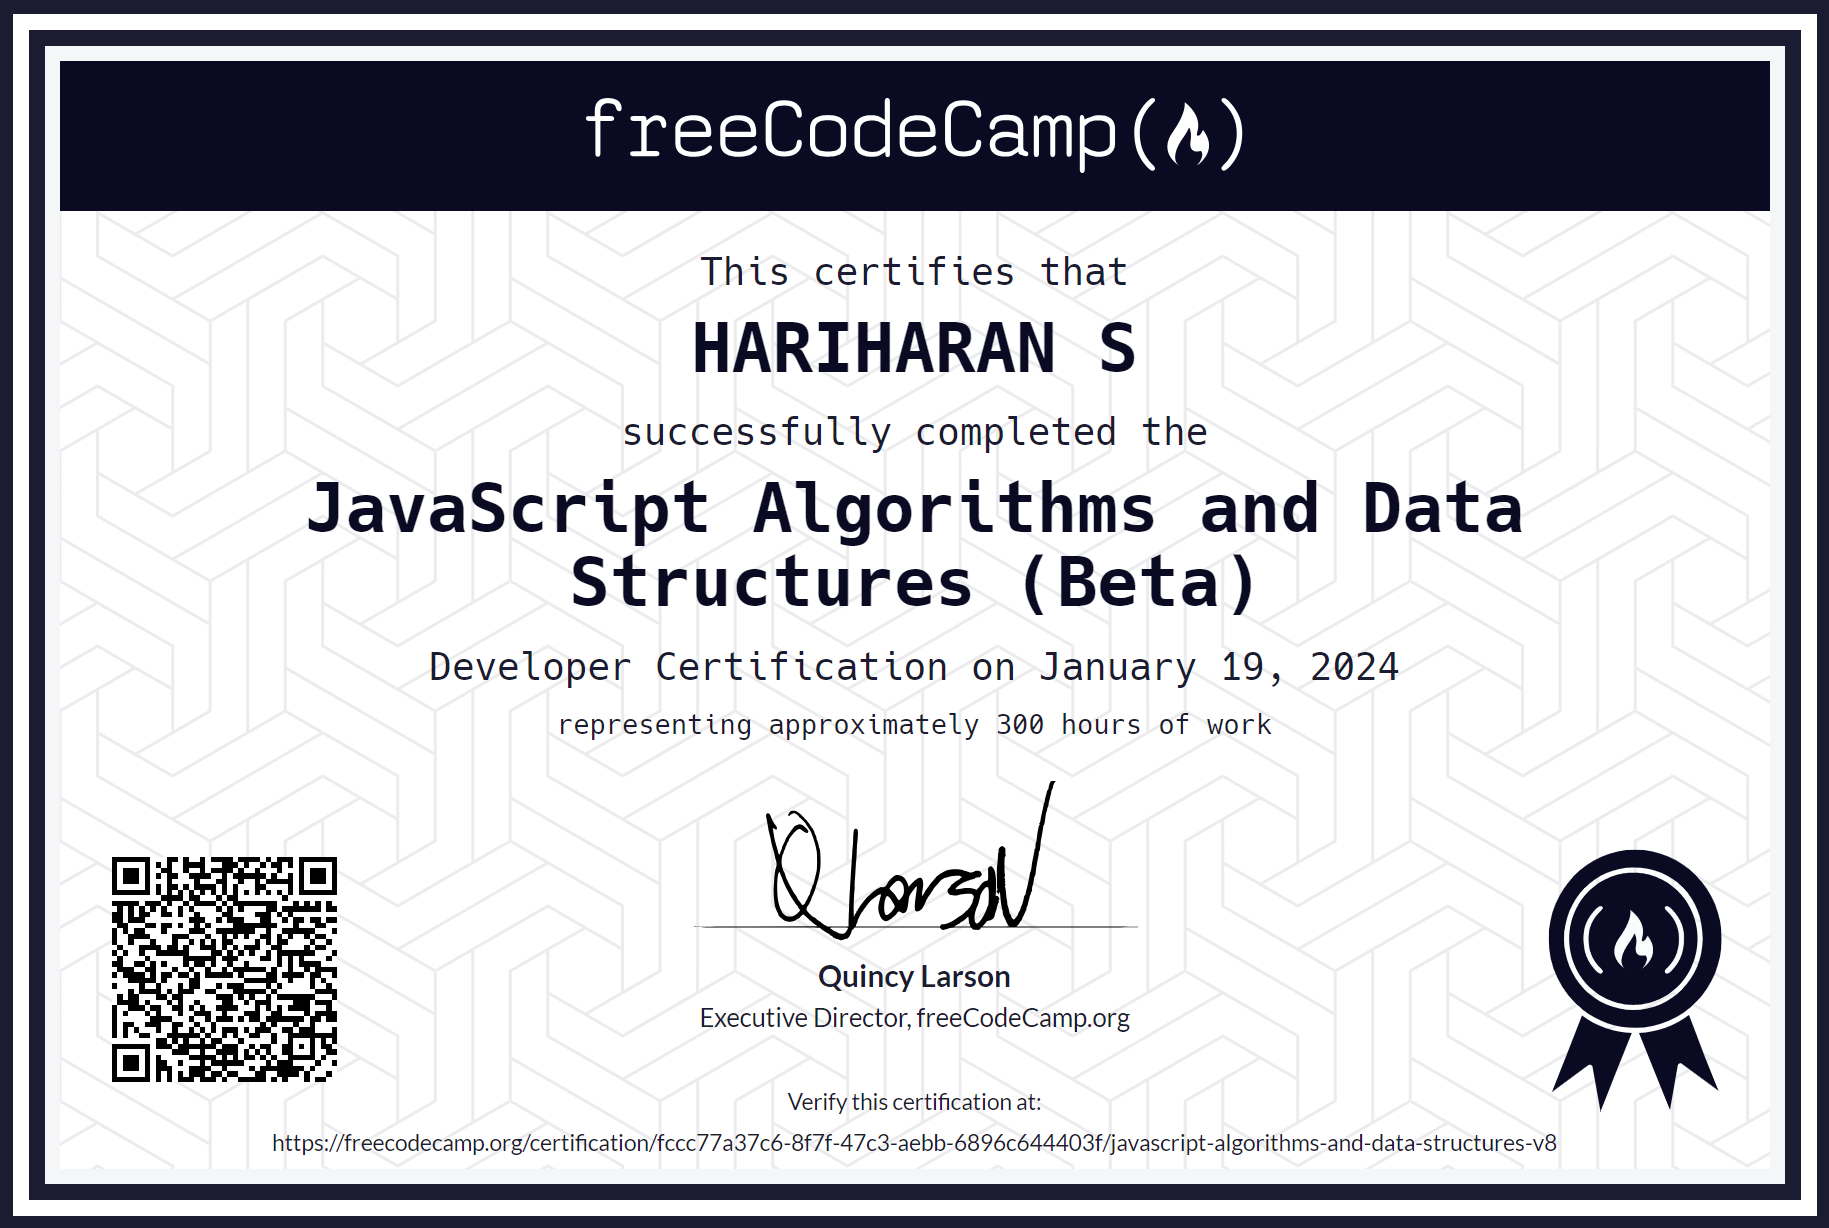 freeCodeCamp(🔥)
This certifies that
HARIHARAN S
successfully completed the
JavaScript Algorithms and Data
Structures (Beta)
Developer Certification on January 19, 2024
representing approximately 300 hours of work
Quincy Larson
Executive Director, freeCodeCamp.org
Verify this certification at:
https://freecodecamp.org/certification/fccc77a37c6-8f7f-47c3-aebb-6896c644403f/javascript-algorithms-and-data-structures-v8